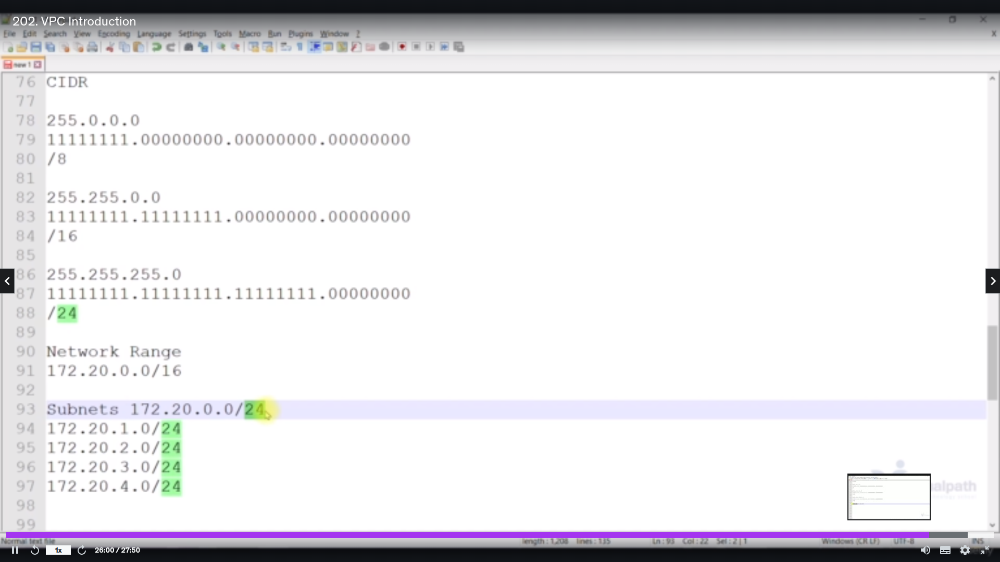 202. VPC Introduction
File Edit Search View Encoding Language Settings Tools Macro Run Plugins Window ? X
new 1
76 CIDR
77
78 255.0.0.0
79 11111111.00000000.00000000.00000000
80 /8
81
82 255.255.0.0
83 11111111.11111111.00000000.00000000
84 /16
85
86 255.255.255.0
87 11111111.11111111.11111111.00000000
88 /24
89
90 Network Range
91 172.20.0.0/16
92
93 Subnets 172.20.0.0/24
94 172.20.1.0/24
95 172.20.2.0/24
96 172.20.3.0/24
97 172.20.4.0/24
98
99
Normal text file length : 1,208 lines : 135 Ln : 93 Col : 22 Sel : 2 | 1 Windows (CR LF) UTF-8 INS
1x 26:00 / 27:50